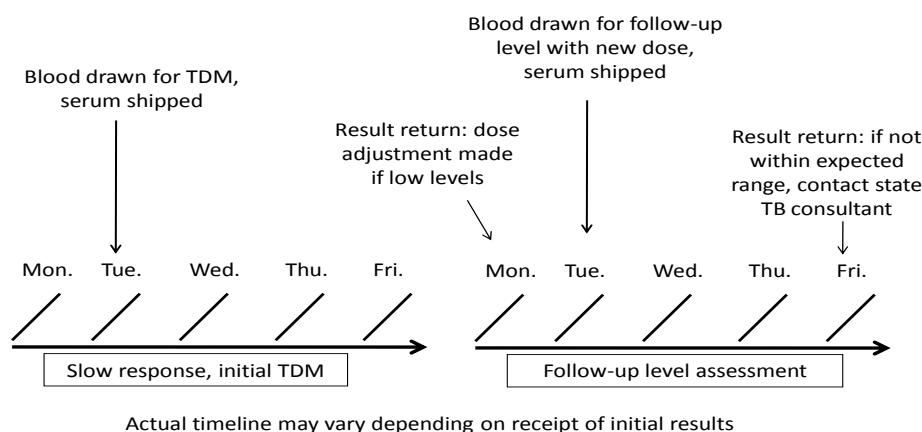 Blood drawn for TDM,
serum shipped
Blood drawn for follow-up
level with new dose,
serum shipped
Result return: dose
adjustment made
if low levels
Result return: if not
within expected
range, contact state
TB consultant
Mon. Tue. Wed. Thu. Fri.
Mon. Tue. Wed. Thu. Fri.
Slow response, initial TDM
Follow-up level assessment
Actual timeline may vary depending on receipt of initial results